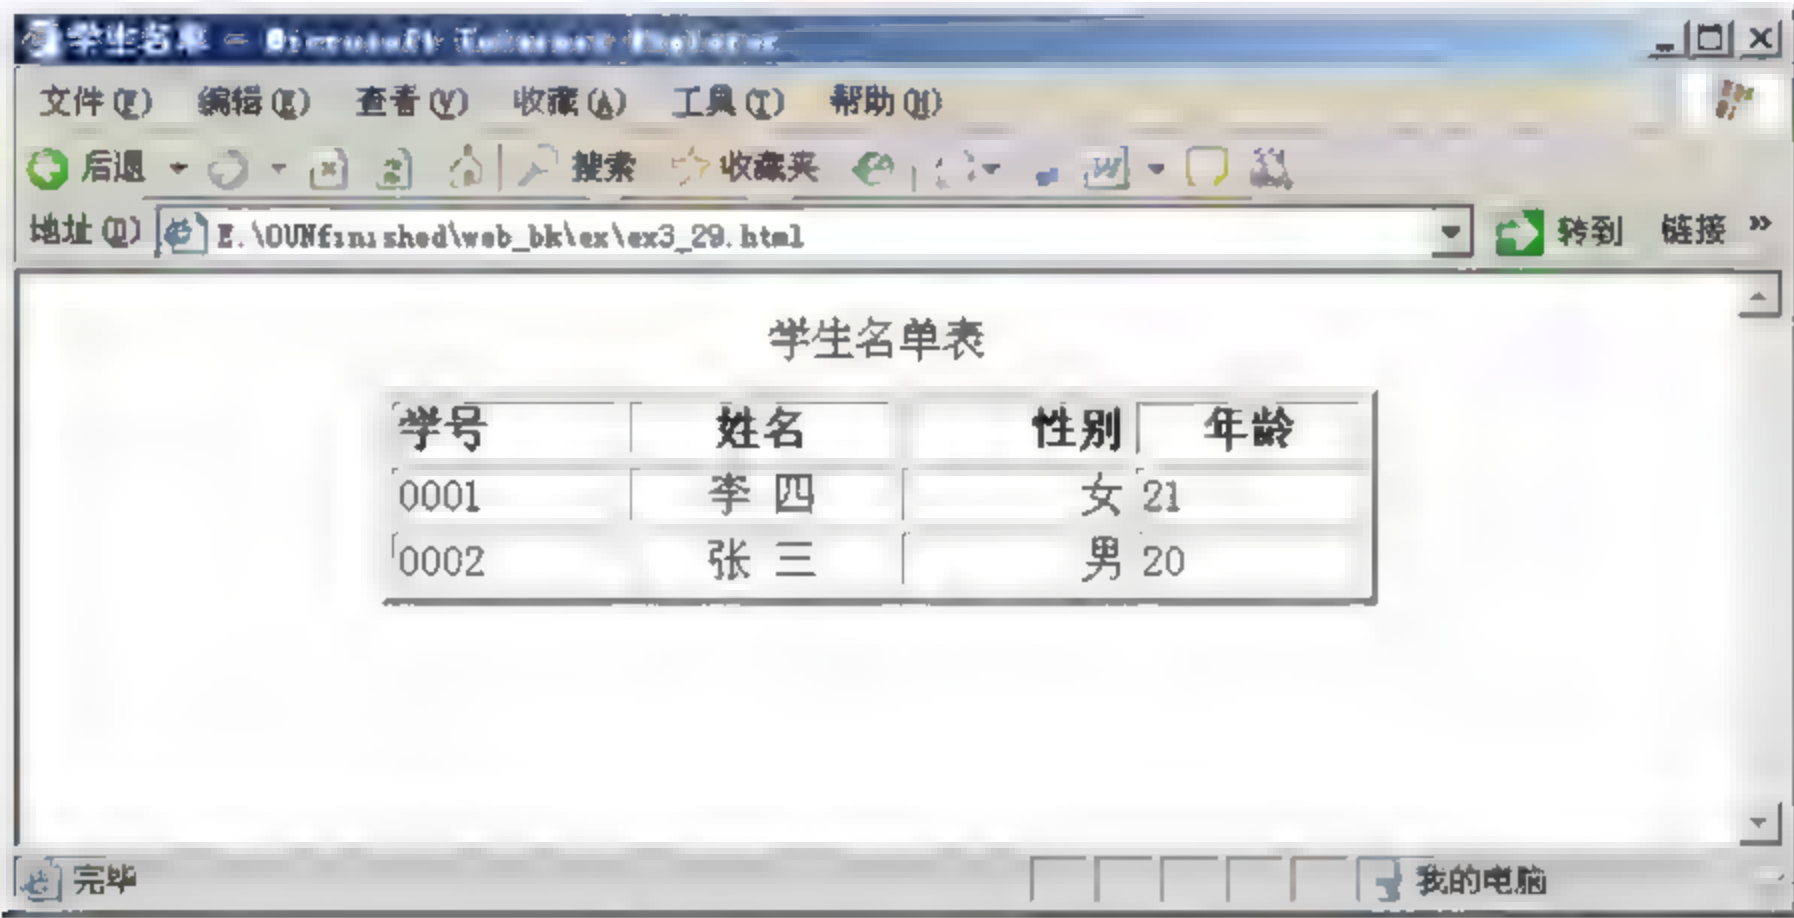 学生名单 - Microsoft Internet Explorer
文件(F) 编辑(E) 查看(V) 收藏(A) 工具(T) 帮助(H)
后退 搜索 收藏夹
地址(D) E:\OUNfinished\web_bk\ex\ex3_29.html 转到 链接 »
学生名单表
学号 姓名 性别 年龄
0001 李 四 女 21
0002 张 三 男 20
完毕 我的电脑